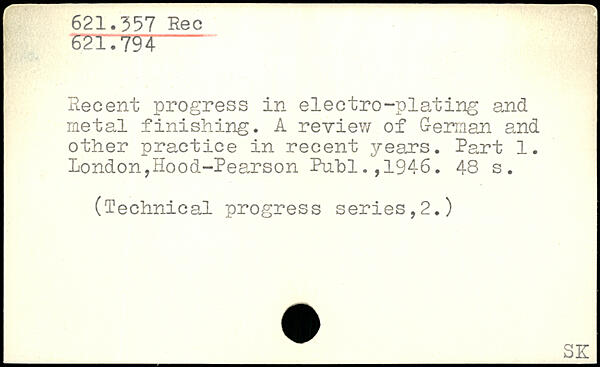 621.357 Rec
621.794
Recent progress in electro-plating and
metal finishing. A review of German and
other practice in recent years. Part 1.
London,Hood-Pearson Publ.,1946. 48 s.
(Technical progress series,2.)
SK